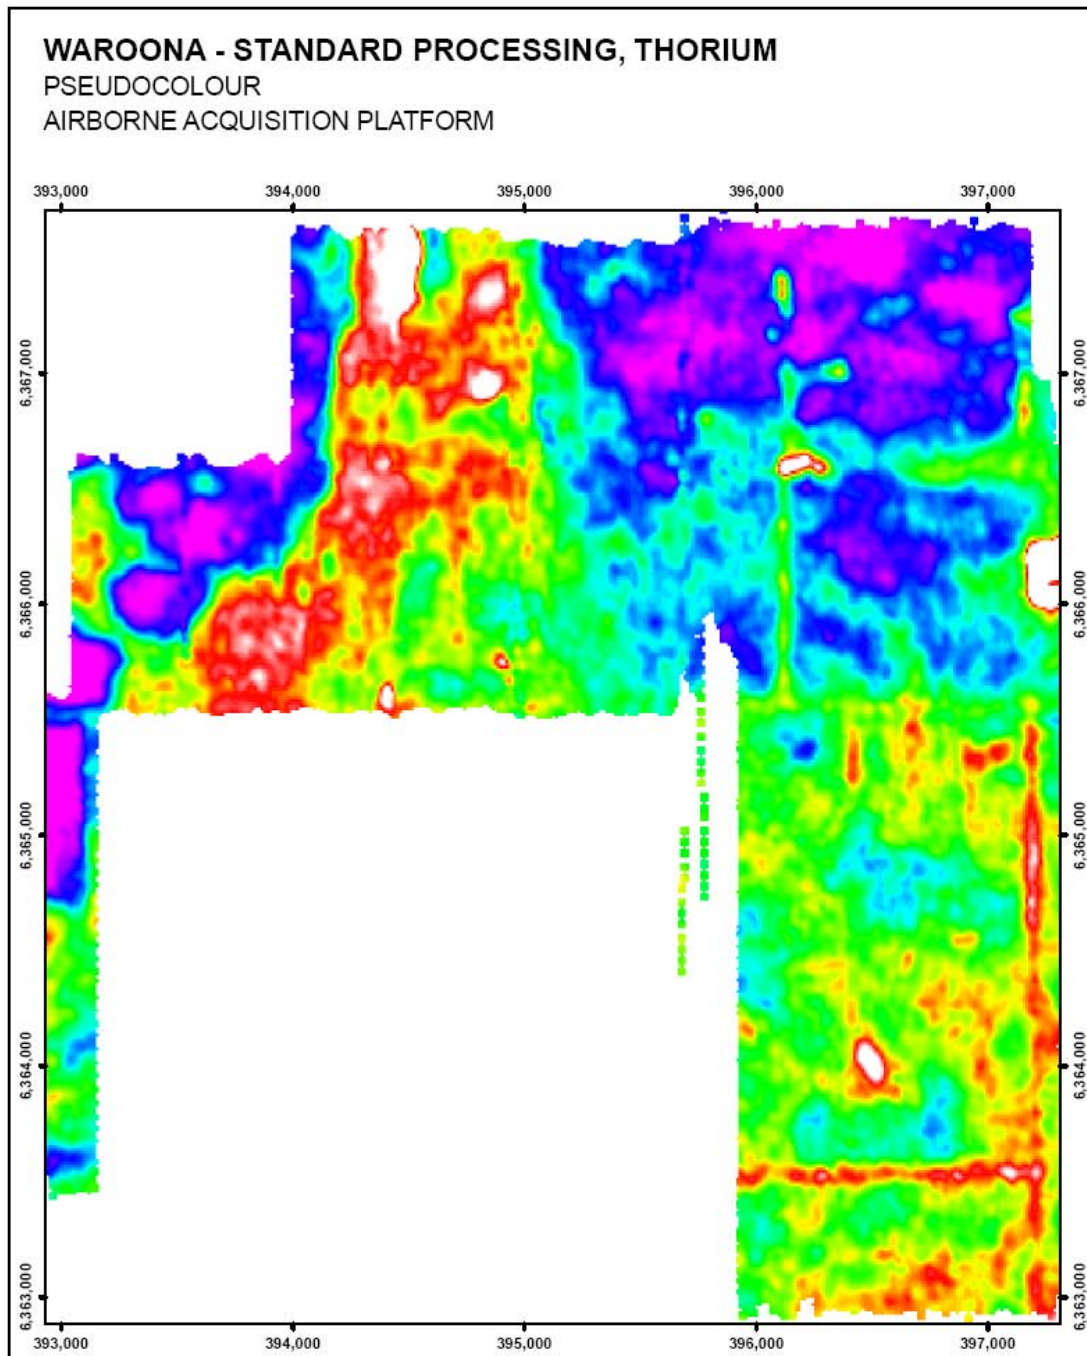 WAROONA - STANDARD PROCESSING, THORIUM
PSEUDOCOLOUR
AIRBORNE ACQUISITION PLATFORM
393,000 394,000 395,000 396,000 397,000
6,367,000 6,367,000
6,366,000 6,366,000
6,365,000 6,365,000
6,364,000 6,364,000
6,363,000 6,363,000
393,000 394,000 395,000 396,000 397,000